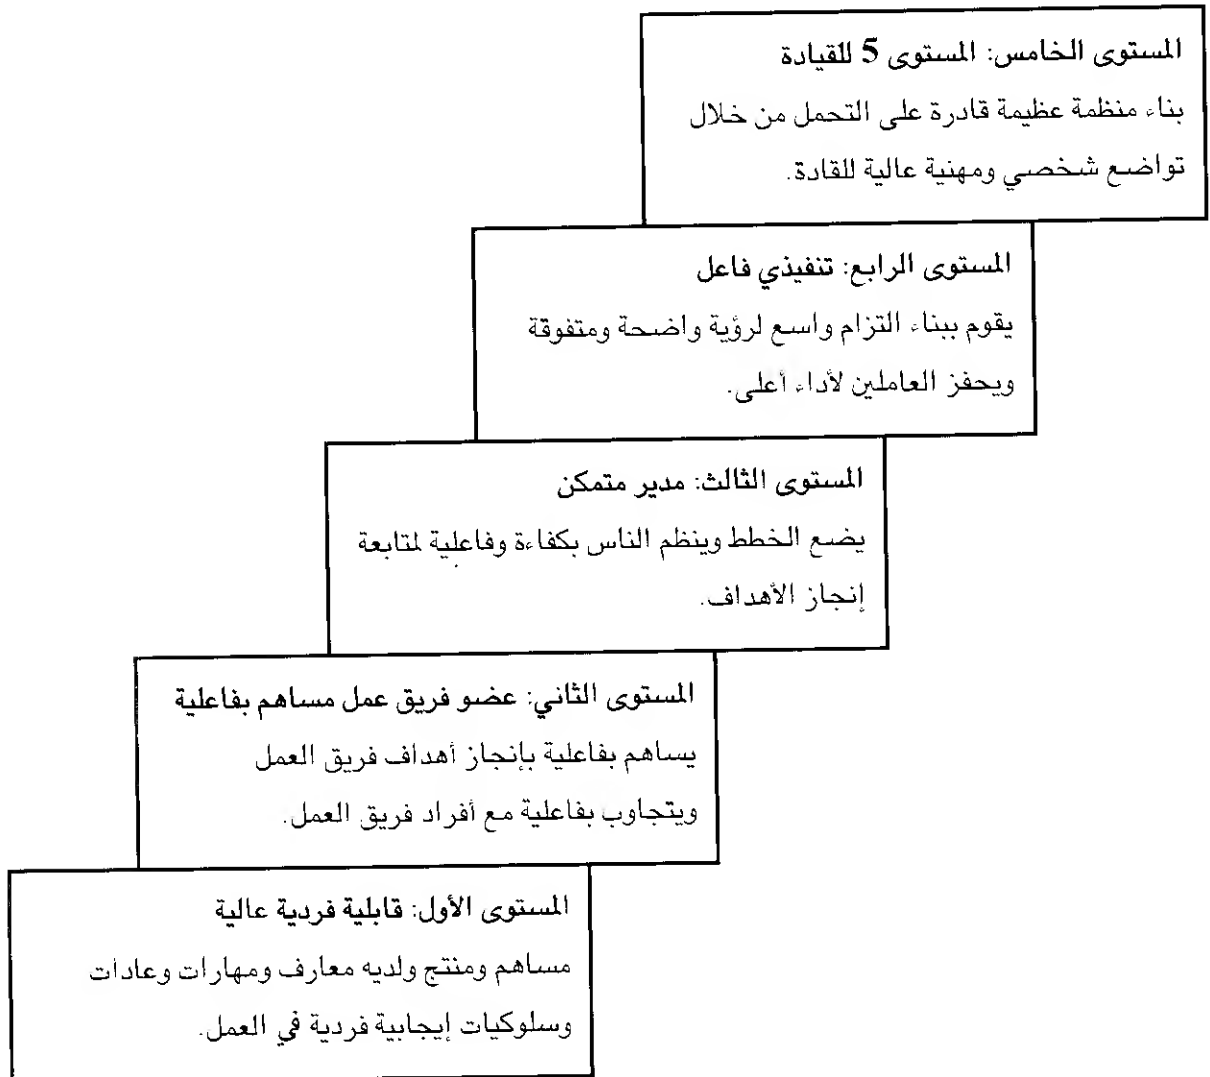 المستوى الخامس: المستوى 5 للقيادة
بناء منظمة عظيمة قادرة على التحمل من خلال
تواضع شخصي ومهنية عالية للقادة.
المستوى الرابع: تنفيذي فاعل
يقوم ببناء التزام واسع لرؤية واضحة ومتفوقة
ويحفز العاملين لأداء أعلى.
المستوى الثالث: مدير متمكن
يضع الخطط وينظم الناس بكفاءة وفاعلية لمتابعة
إنجاز الأهداف.
المستوى الثاني: عضو فريق عمل مساهم بفاعلية
يساهم بفاعلية بإنجاز أهداف فريق العمل
ويتجاوب بفاعلية مع أفراد فريق العمل.
المستوى الأول: قابلية فردية عالية
مساهم ومنتج ولديه معارف ومهارات وعادات
وسلوكيات إيجابية فردية في العمل.